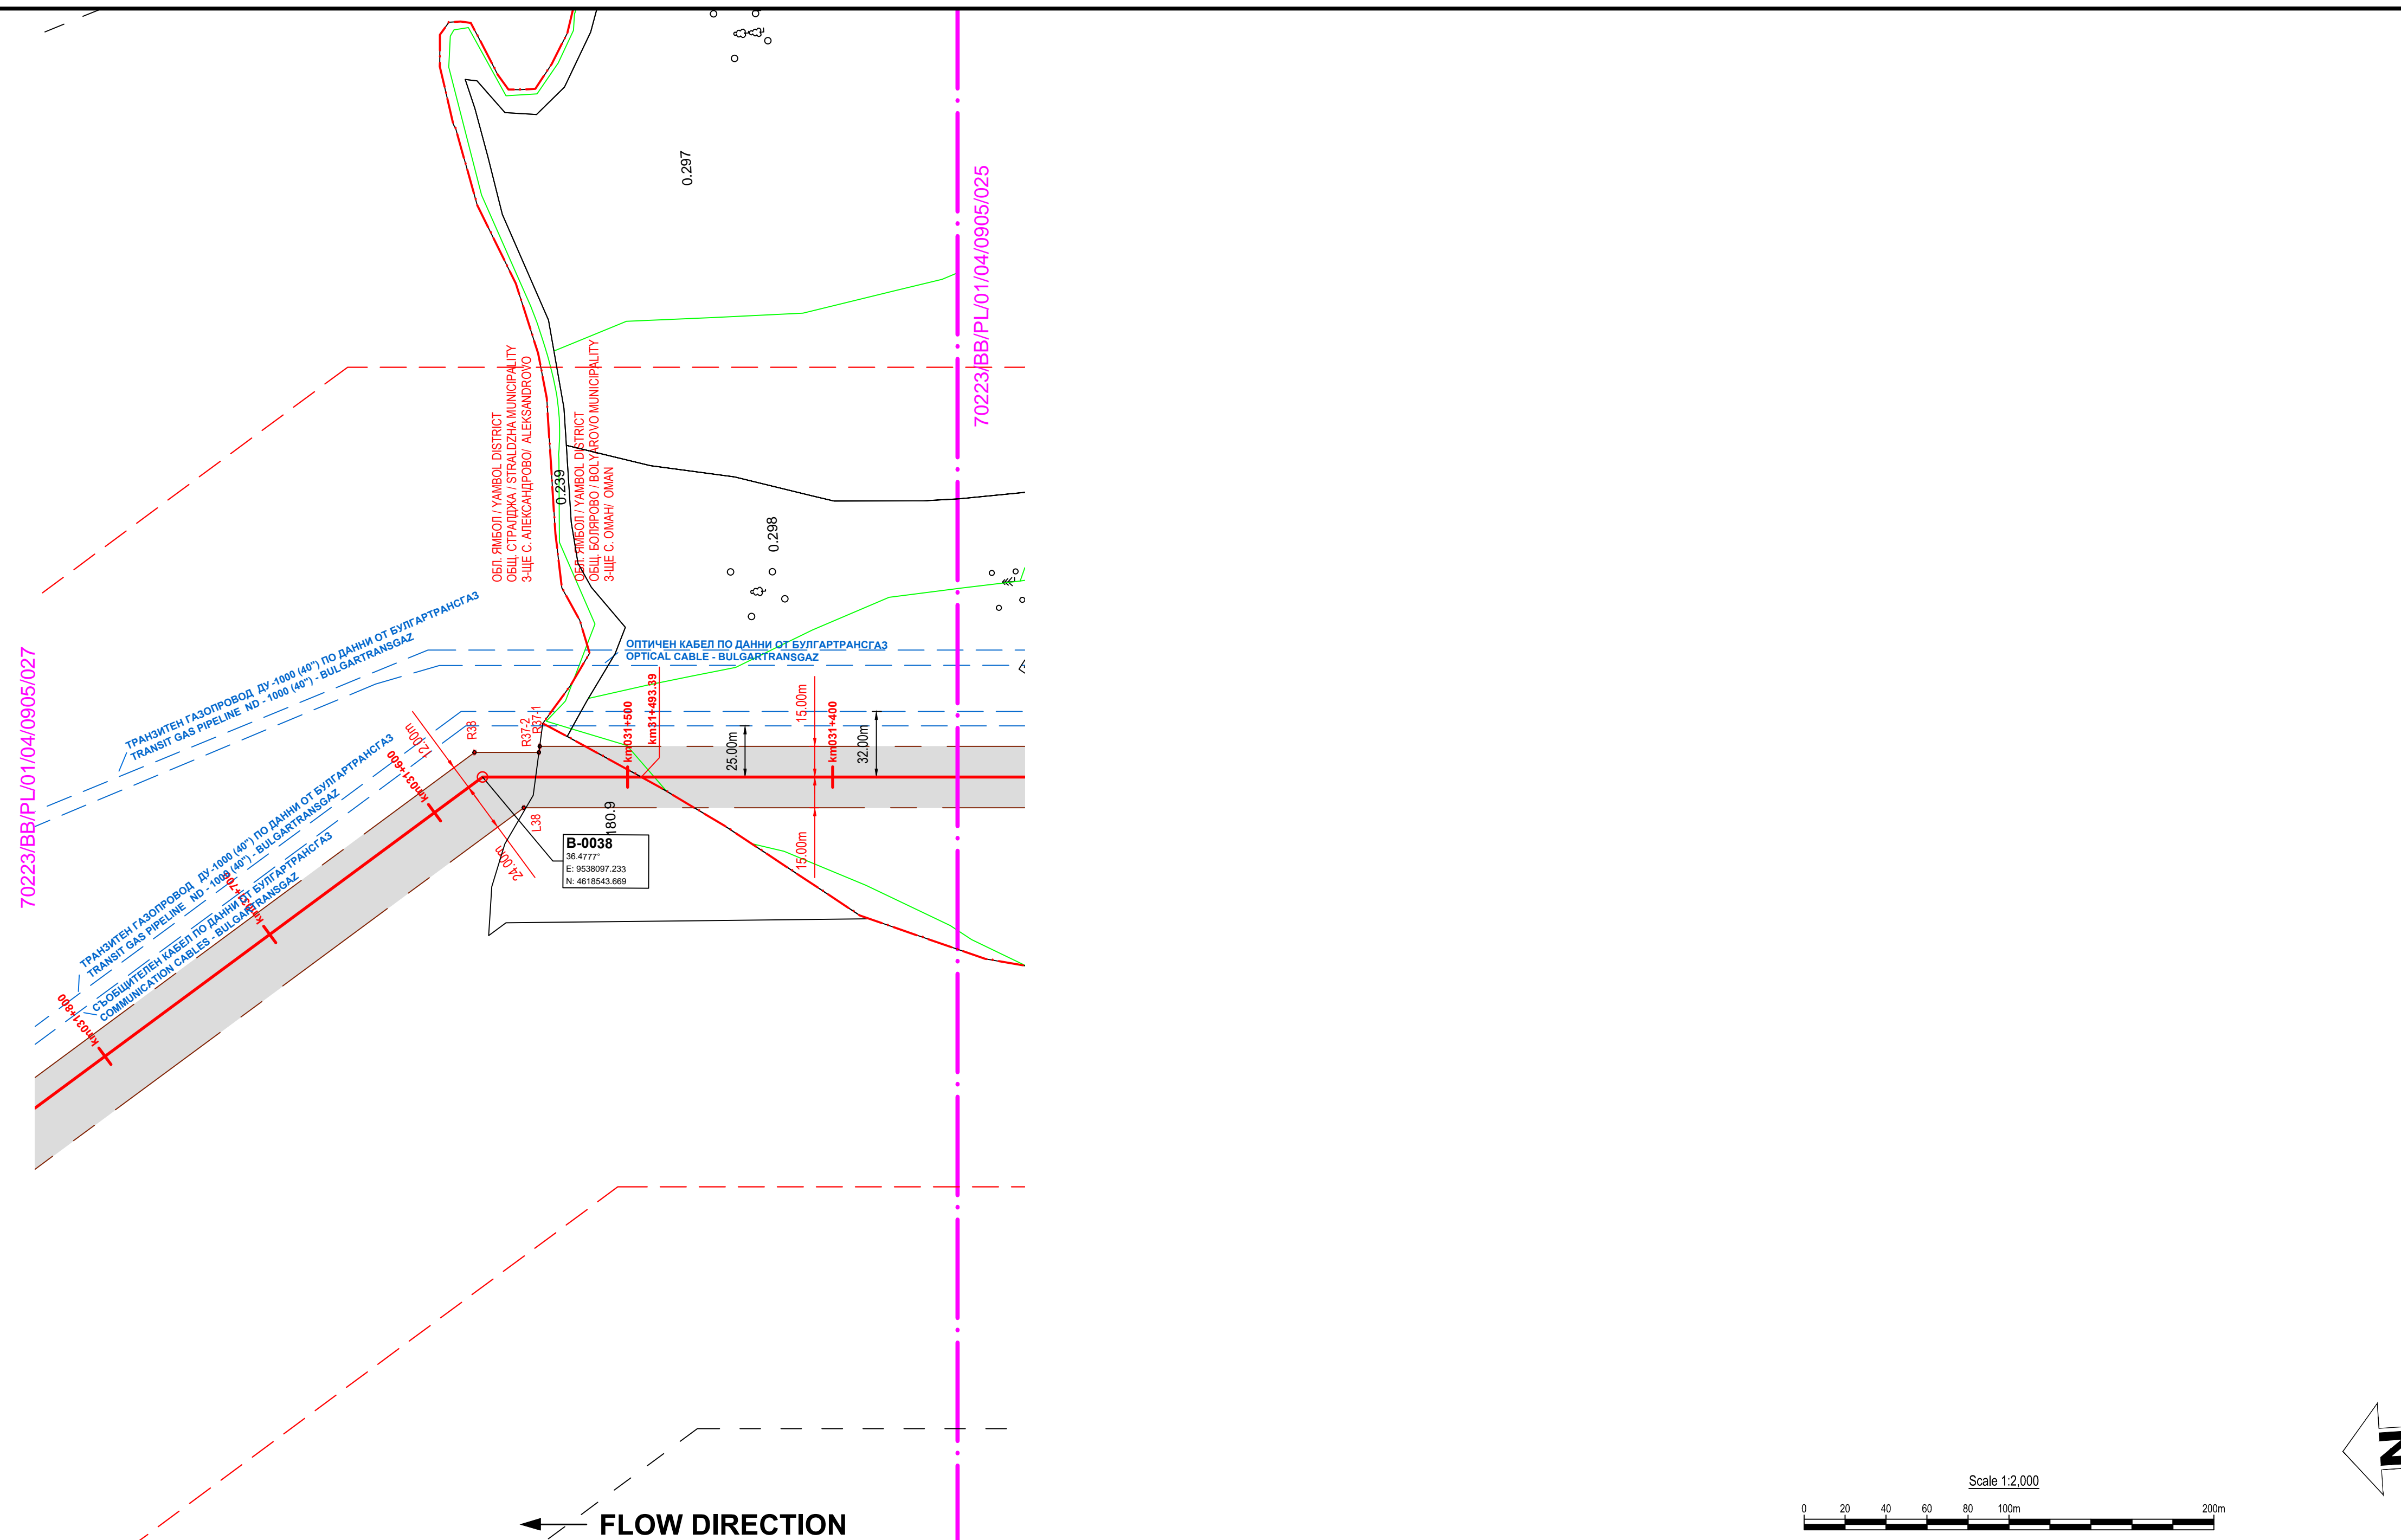 0.297
70223/BB/PL/01/04/0905/025
ОБЛ. ЯМБОЛ / YAMBOL DISTRICT
ОБЩ. СТРАЛДЖА / STRALDZHA MUNICIPALITY
З-ЩЕ С. АЛЕКСАНДРОВО/ ALEKSANDROVO
0.239
ОБЛ. ЯМБОЛ / YAMBOL DISTRICT
ОБЩ. БОЛЯРОВО / BOLYAROVO MUNICIPALITY
З-ЩЕ С. ОМАН/ OMAN
0.298
70223/BB/PL/01/04/0905/027
ТРАНЗИТЕН ГАЗОПРОВОД ДУ-1000 (40") ПО ДАННИ ОТ БУЛГАРТРАНСГАЗ
TRANSIT GAS PIPELINE ND - 1000 (40") - BULGARTRANSGAZ
ОПТИЧЕН КАБЕЛ ПО ДАННИ ОТ БУЛГАРТРАНСГАЗ
OPTICAL CABLE - BULGARTRANSGAZ
12.00m
R38
R37-2
R37-1
km031+500
km31+493.39
25.00m
15.00m
km031+400
32.00m
km031+600
ТРАНЗИТЕН ГАЗОПРОВОД ДУ-1000 (40") ПО ДАННИ ОТ БУЛГАРТРАНСГАЗ
TRANSIT GAS PIPELINE ND - 1000 (40") - BULGARTRANSGAZ
km031+700
СЪОБЩИТЕЛЕН КАБЕЛ ПО ДАННИ ОТ БУЛГАРТРАНСГАЗ
COMMUNICATION CABLES - BULGARTRANSGAZ
km031+800
24.00m
L38
180.9
15.00m
B-0038
36.4777°
E: 9538097.233
N: 4618543.669
FLOW DIRECTION
Scale 1:2,000
0 20 40 60 80 100m 200m
N